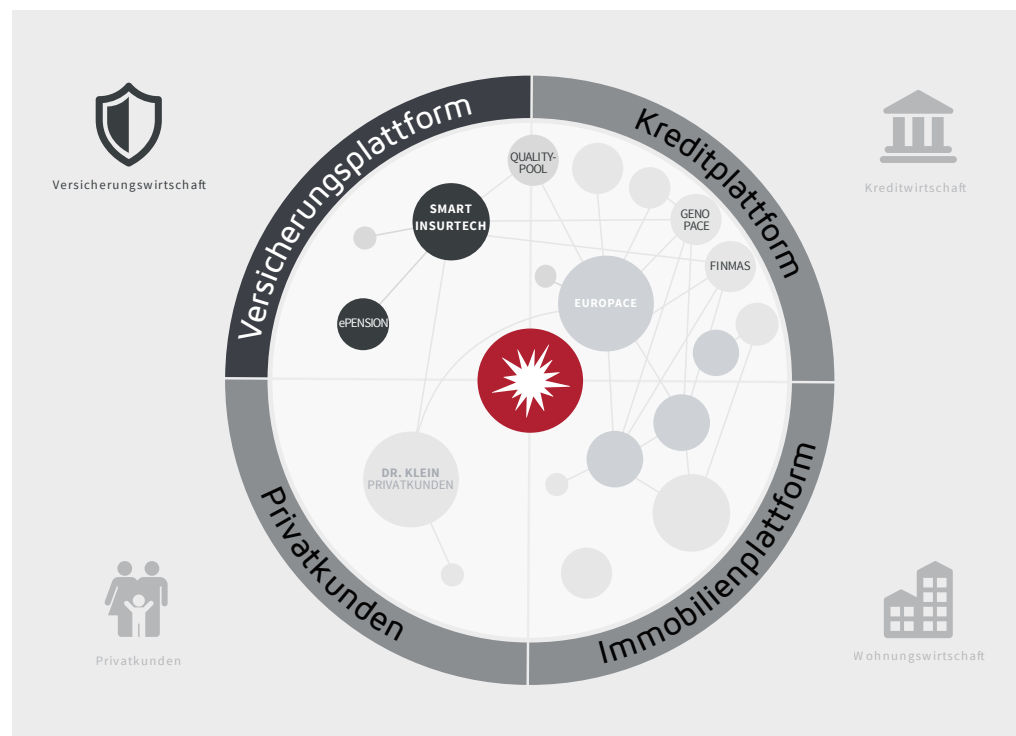 Versicherungswirtschaft
Kreditwirtschaft
Versicherungsplattform
Kreditplattform
QUALITY-
POOL
SMART
INSURTECH
GENO
PACE
FINMAS
EUROPACE
ePENSION
DR. KLEIN
PRIVATKUNDEN
Privatkunden
Immobilienplattform
Privatkunden
Wohnungswirtschaft